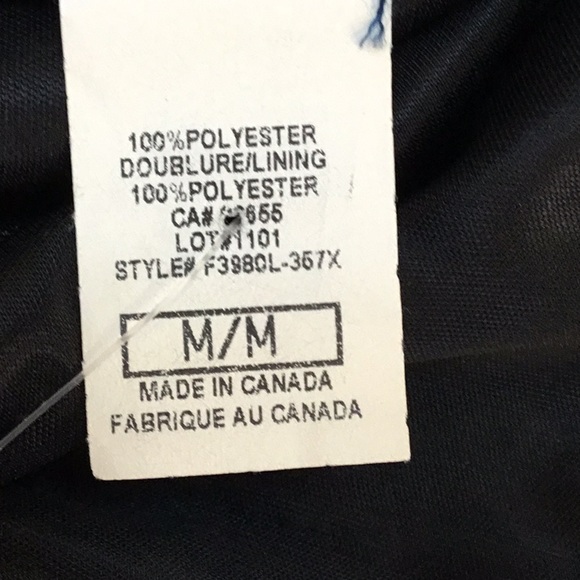 100%POLYESTER
DOUBLURE/LINING
100%POLYESTER
CA#
LOT#1101
STYLE# F3980L-357X
M/M
MADE IN CANADA
FABRIQUE AU CANADA